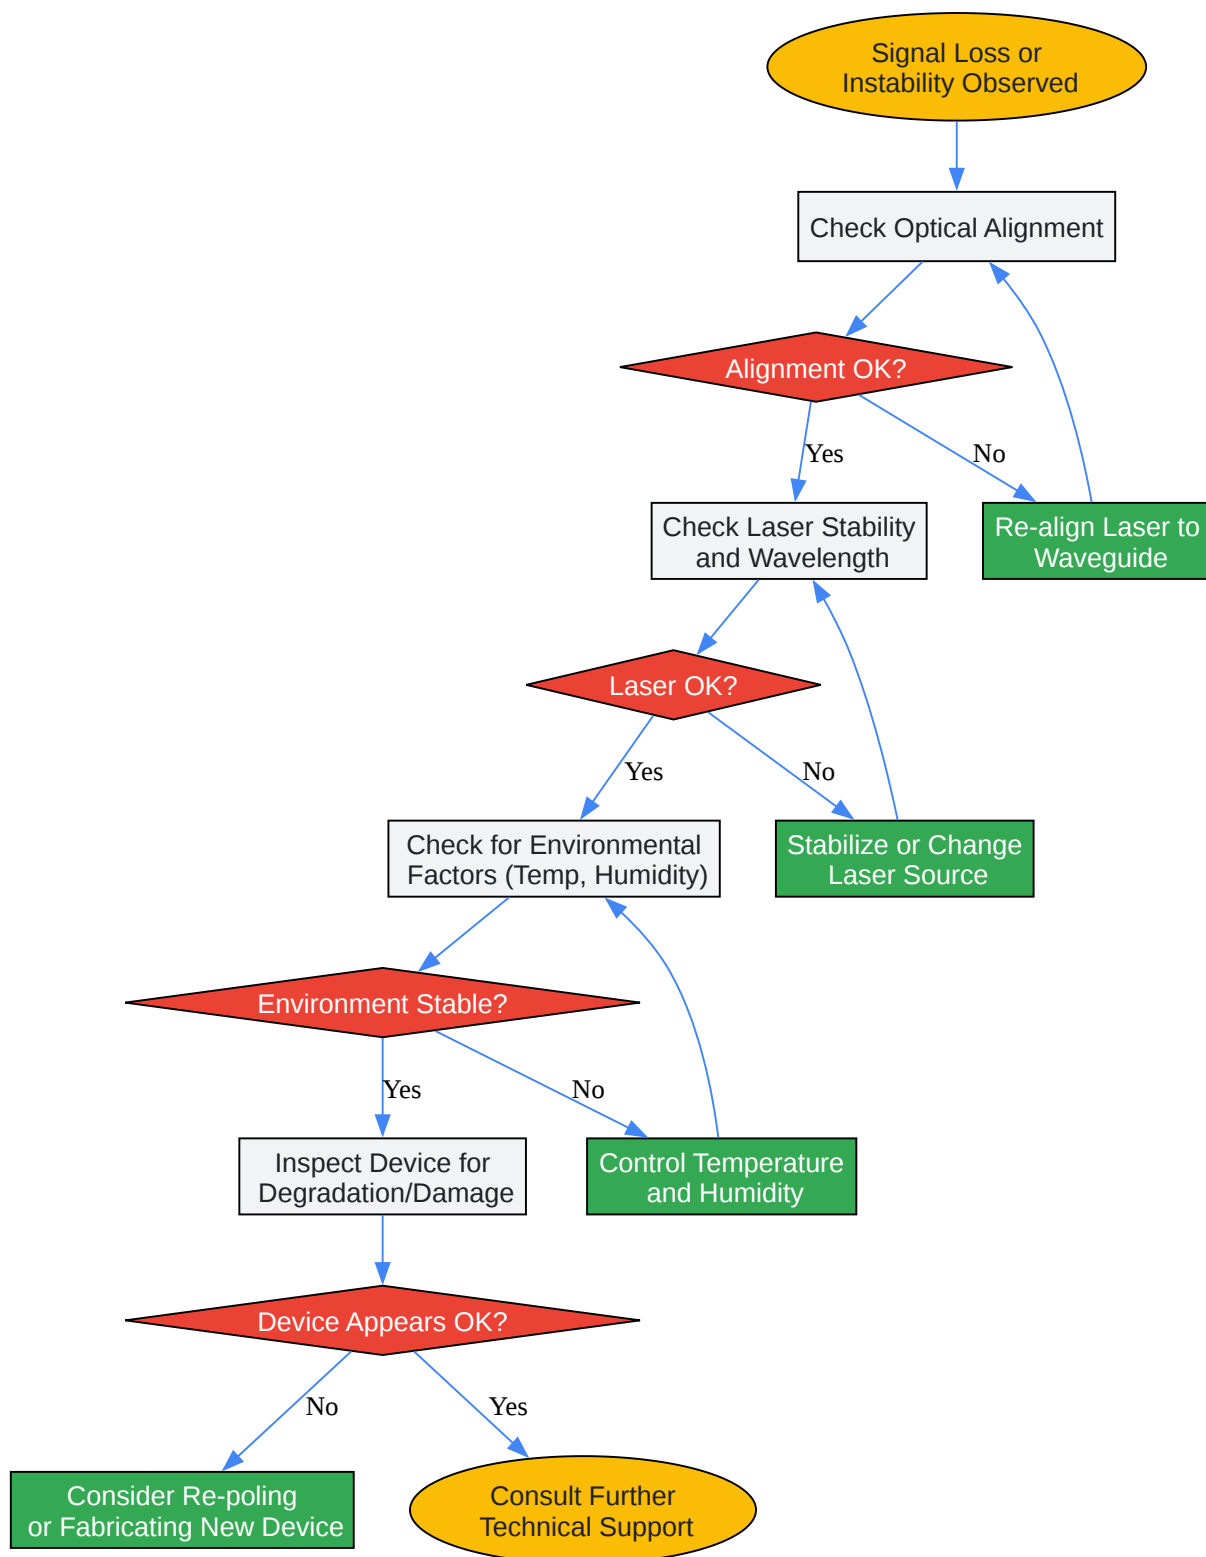 Signal Loss or
Instability Observed
Check Optical Alignment
Alignment OK?
Yes
No
Check Laser Stability
and Wavelength
Re-align Laser to
Waveguide
Laser OK?
Yes
No
Check for Environmental
Factors (Temp, Humidity)
Stabilize or Change
Laser Source
Environment Stable?
Yes
No
Inspect Device for
Degradation/Damage
Control Temperature
and Humidity
Device Appears OK?
No
Yes
Consider Re-poling
or Fabricating New Device
Consult Further
Technical Support